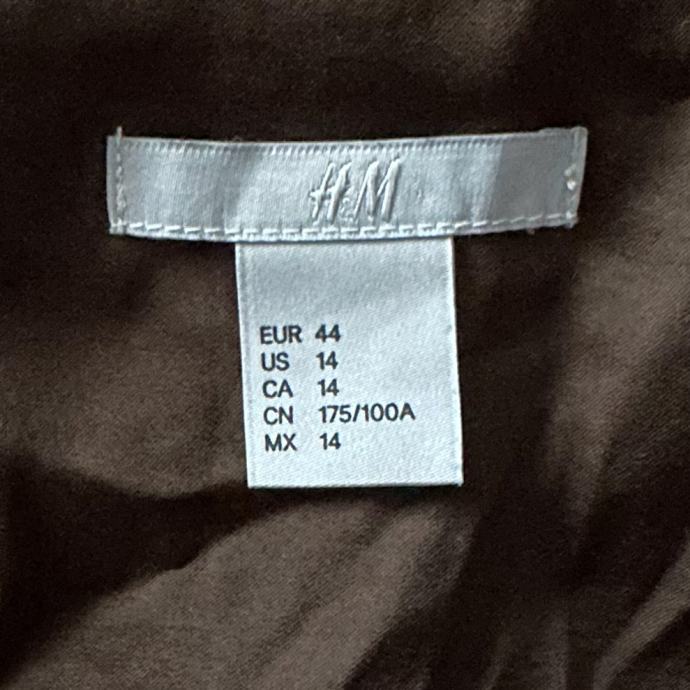 H&M
EUR 44
US 14
CA 14
CN 175/100A
MX 14